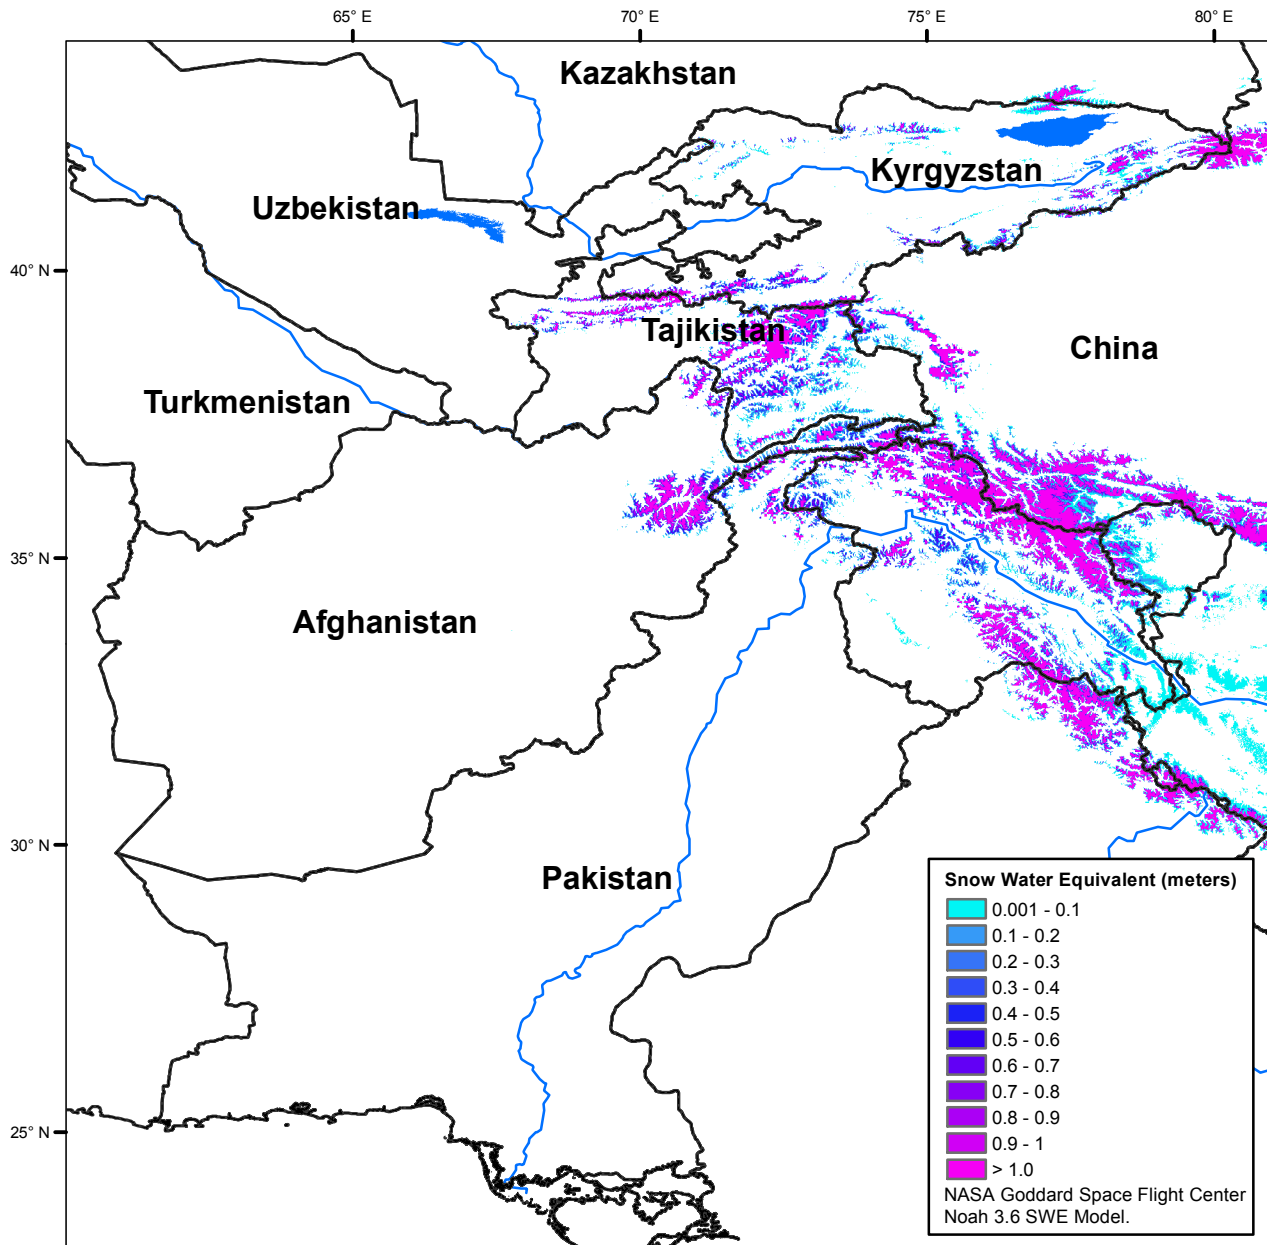 65° E
70° E
75° E
80° E
Kazakhstan
Kyrgyzstan
Uzbekistan
40° N
Tajikistan
China
Turkmenistan
35° N
Afghanistan
30° N
Pakistan
Snow Water Equivalent (meters)
0.001 - 0.1
0.1 - 0.2
0.2 - 0.3
0.3 - 0.4
0.4 - 0.5
0.5 - 0.6
0.6 - 0.7
0.7 - 0.8
0.8 - 0.9
0.9 - 1
> 1.0
NASA Goddard Space Flight Center
Noah 3.6 SWE Model.
25° N